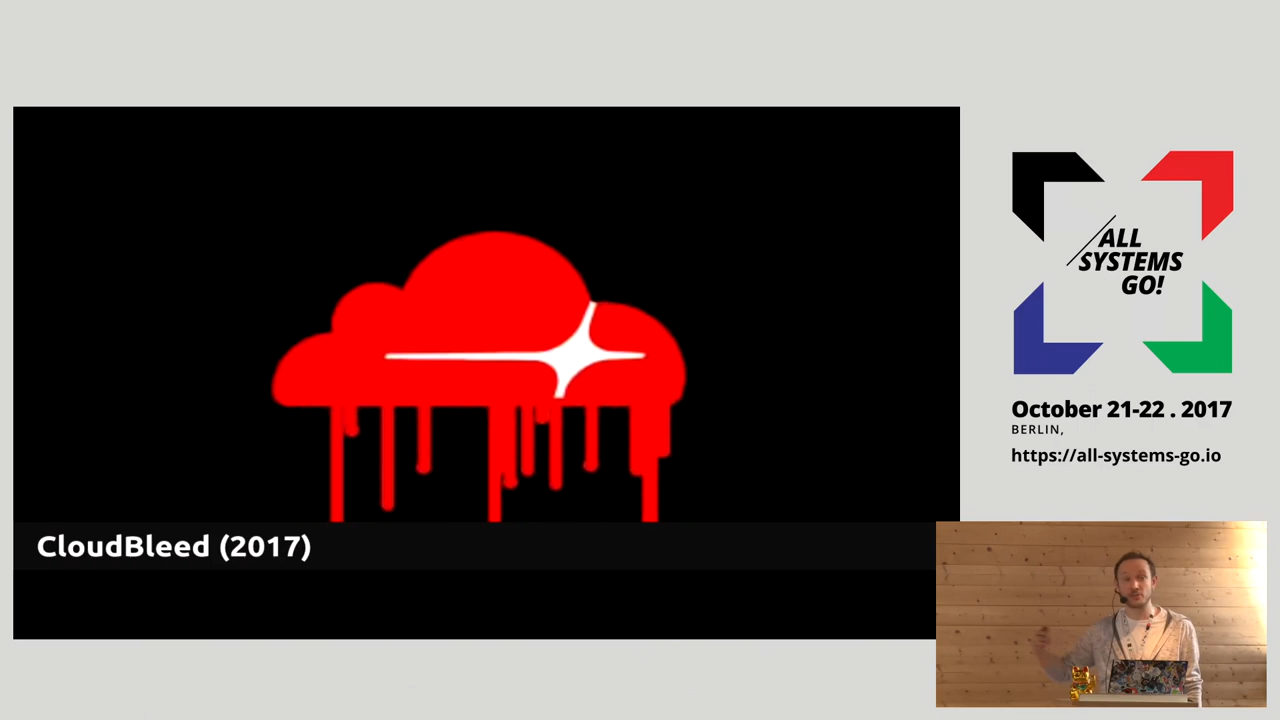 CloudBleed (2017)
ALL
SYSTEMS
GO!
October 21-22 . 2017
BERLIN,
https://all-systems-go.io